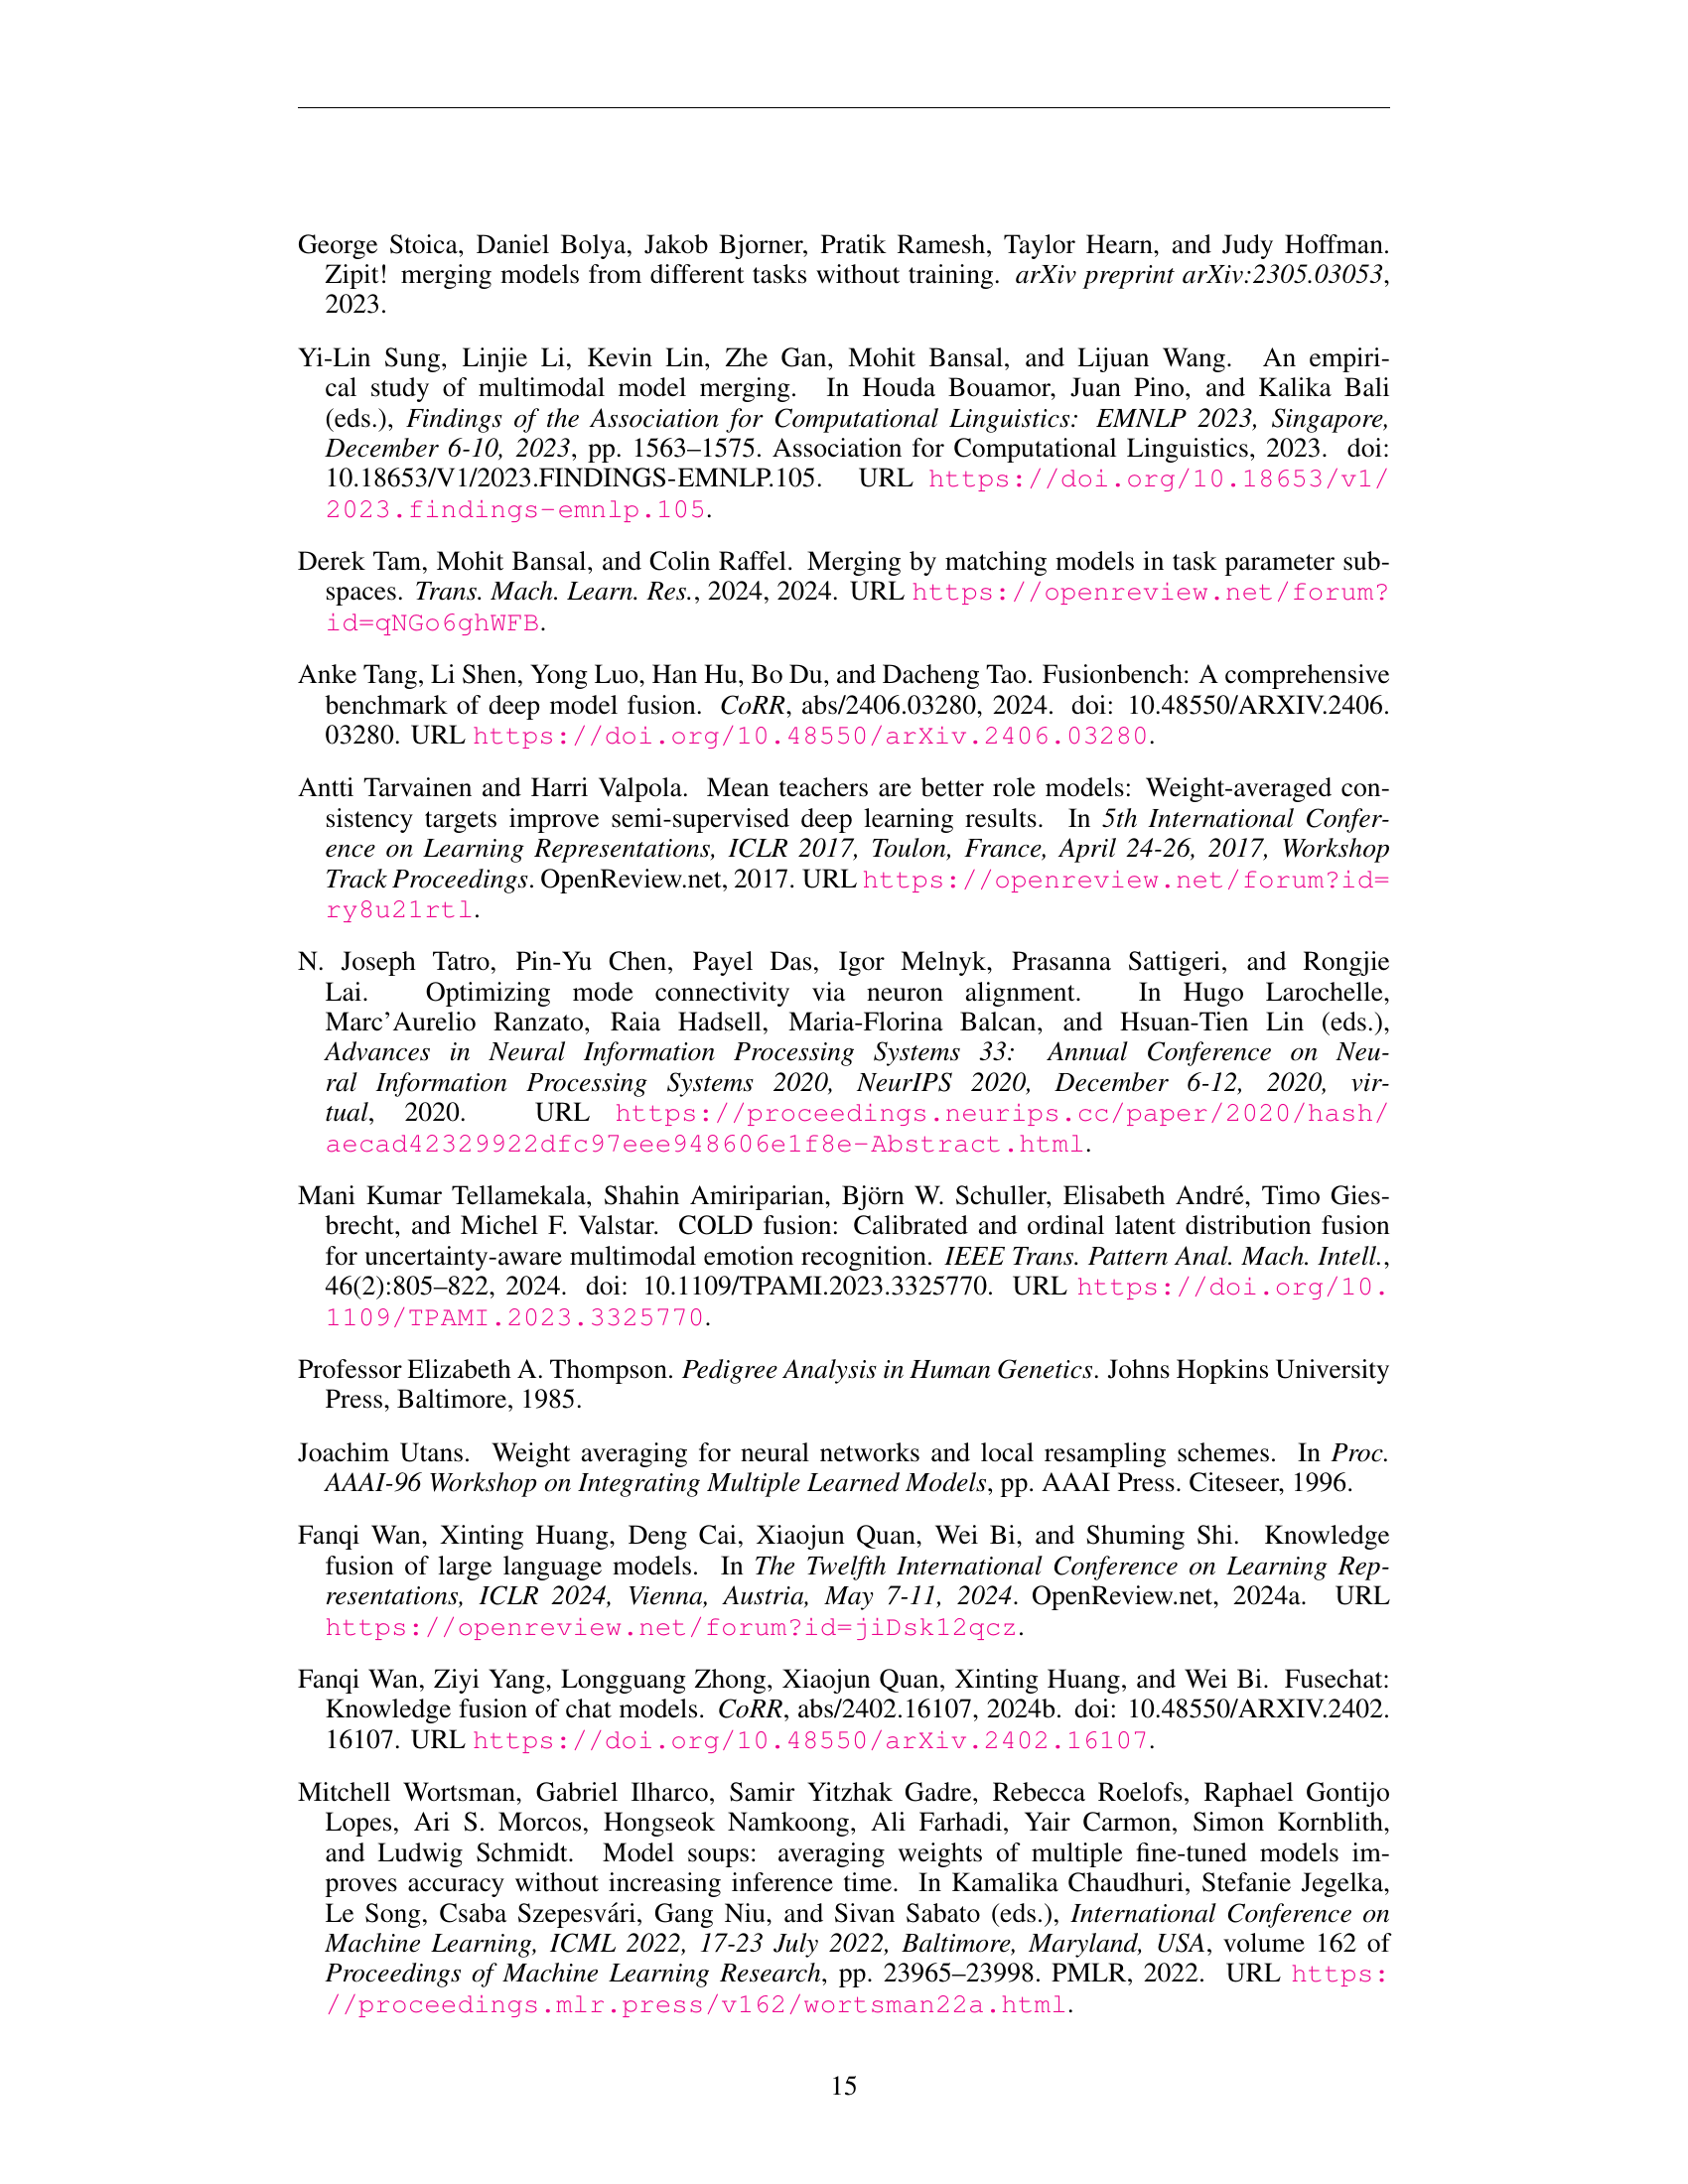 George Stoica, Daniel Bolya, Jakob Bjorner, Pratik Ramesh, Taylor Hearn, and Judy Hoffman.
Zipit! merging models from different tasks without training. arXiv preprint arXiv:2305.03053,
2023.
Yi-Lin Sung, Linjie Li, Kevin Lin, Zhe Gan, Mohit Bansal, and Lijuan Wang. An empiri-
cal study of multimodal model merging. In Houda Bouamor, Juan Pino, and Kalika Bali
(eds.), Findings of the Association for Computational Linguistics: EMNLP 2023, Singapore,
December 6-10, 2023, pp. 1563–1575. Association for Computational Linguistics, 2023. doi:
10.18653/V1/2023.FINDINGS-EMNLP.105. URL https://doi.org/10.18653/v1/
2023.findings-emnlp.105.
Derek Tam, Mohit Bansal, and Colin Raffel. Merging by matching models in task parameter sub-
spaces. Trans. Mach. Learn. Res., 2024, 2024. URL https://openreview.net/forum?
id=qNGo6ghWFB.
Anke Tang, Li Shen, Yong Luo, Han Hu, Bo Du, and Dacheng Tao. Fusionbench: A comprehensive
benchmark of deep model fusion. CoRR, abs/2406.03280, 2024. doi: 10.48550/ARXIV.2406.
03280. URL https://doi.org/10.48550/arXiv.2406.03280.
Antti Tarvainen and Harri Valpola. Mean teachers are better role models: Weight-averaged con-
sistency targets improve semi-supervised deep learning results. In 5th International Confer-
ence on Learning Representations, ICLR 2017, Toulon, France, April 24-26, 2017, Workshop
Track Proceedings. OpenReview.net, 2017. URL https://openreview.net/forum?id=
ry8u21rtl.
N. Joseph Tatro, Pin-Yu Chen, Payel Das, Igor Melnyk, Prasanna Sattigeri, and Rongjie
Lai. Optimizing mode connectivity via neuron alignment. In Hugo Larochelle,
Marc'Aurelio Ranzato, Raia Hadsell, Maria-Florina Balcan, and Hsuan-Tien Lin (eds.),
Advances in Neural Information Processing Systems 33: Annual Conference on Neu-
ral Information Processing Systems 2020, NeurIPS 2020, December 6-12, 2020, vir-
tual, 2020. URL https://proceedings.neurips.cc/paper/2020/hash/
aecad42329922dfc97eee948606e1f8e-Abstract.html.
Mani Kumar Tellamekala, Shahin Amiriparian, Björn W. Schuller, Elisabeth André, Timo Gies-
brecht, and Michel F. Valstar. COLD fusion: Calibrated and ordinal latent distribution fusion
for uncertainty-aware multimodal emotion recognition. IEEE Trans. Pattern Anal. Mach. Intell.,
46(2):805–822, 2024. doi: 10.1109/TPAMI.2023.3325770. URL https://doi.org/10.
1109/TPAMI.2023.3325770.
Professor Elizabeth A. Thompson. Pedigree Analysis in Human Genetics. Johns Hopkins University
Press, Baltimore, 1985.
Joachim Utans. Weight averaging for neural networks and local resampling schemes. In Proc.
AAAI-96 Workshop on Integrating Multiple Learned Models, pp. AAAI Press. Citeseer, 1996.
Fanqi Wan, Xinting Huang, Deng Cai, Xiaojun Quan, Wei Bi, and Shuming Shi. Knowledge
fusion of large language models. In The Twelfth International Conference on Learning Rep-
resentations, ICLR 2024, Vienna, Austria, May 7-11, 2024. OpenReview.net, 2024a. URL
https://openreview.net/forum?id=jiDsk12qcz.
Fanqi Wan, Ziyi Yang, Longguang Zhong, Xiaojun Quan, Xinting Huang, and Wei Bi. Fusechat:
Knowledge fusion of chat models. CoRR, abs/2402.16107, 2024b. doi: 10.48550/ARXIV.2402.
16107. URL https://doi.org/10.48550/arXiv.2402.16107.
Mitchell Wortsman, Gabriel Ilharco, Samir Yitzhak Gadre, Rebecca Roelofs, Raphael Gontijo
Lopes, Ari S. Morcos, Hongseok Namkoong, Ali Farhadi, Yair Carmon, Simon Kornblith,
and Ludwig Schmidt. Model soups: averaging weights of multiple fine-tuned models im-
proves accuracy without increasing inference time. In Kamalika Chaudhuri, Stefanie Jegelka,
Le Song, Csaba Szepesvári, Gang Niu, and Sivan Sabato (eds.), International Conference on
Machine Learning, ICML 2022, 17-23 July 2022, Baltimore, Maryland, USA, volume 162 of
Proceedings of Machine Learning Research, pp. 23965–23998. PMLR, 2022. URL https:
//proceedings.mlr.press/v162/wortsman22a.html.
15